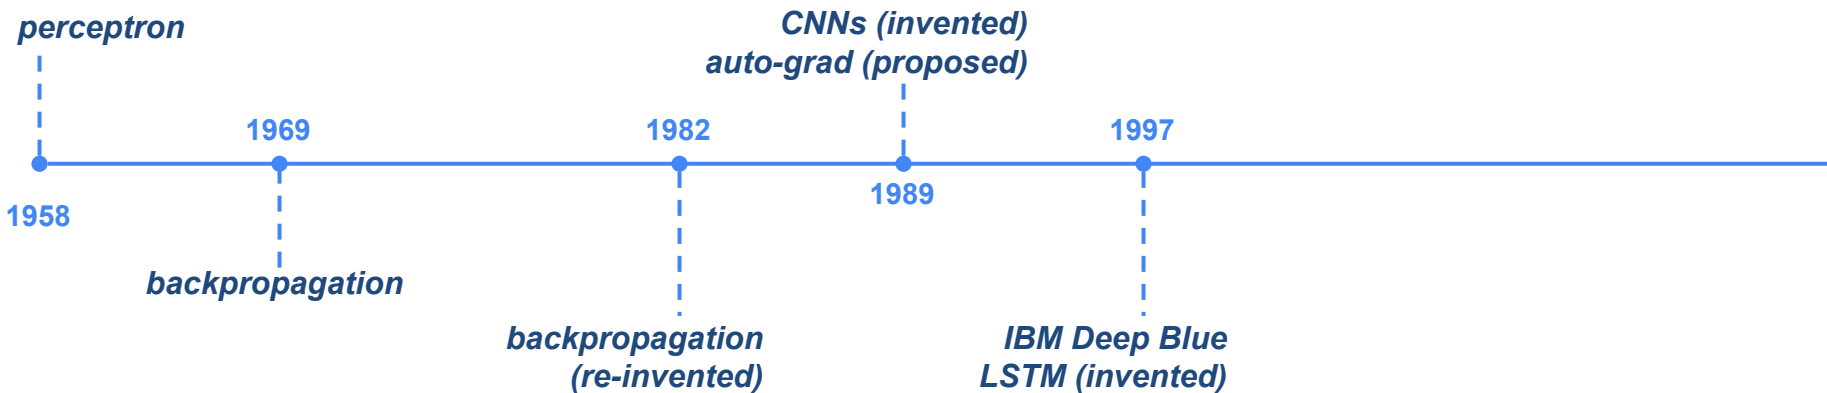 perceptron
1958
1969
backpropagation
1982
backpropagation
(re-invented)
CNNs (invented)
auto-grad (proposed)
1989
1997
IBM Deep Blue
LSTM (invented)